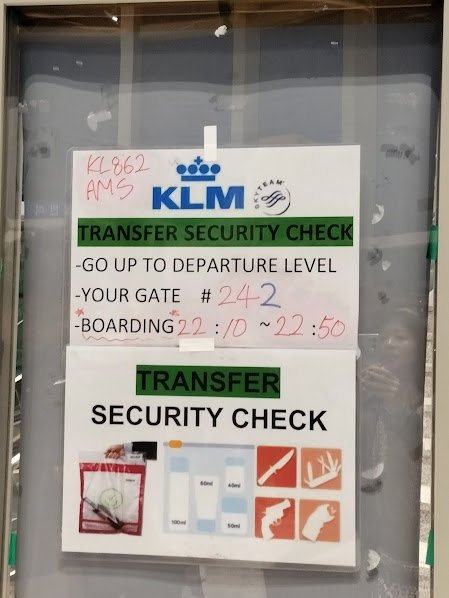 KL862
AMS
KLM
SKYTEAM
TRANSFER SECURITY CHECK
-GO UP TO DEPARTURE LEVEL
-YOUR GATE # 242
-BOARDING 22:10 ~ 22:50
TRANSFER
SECURITY CHECK
100ml
60ml
40ml
50ml